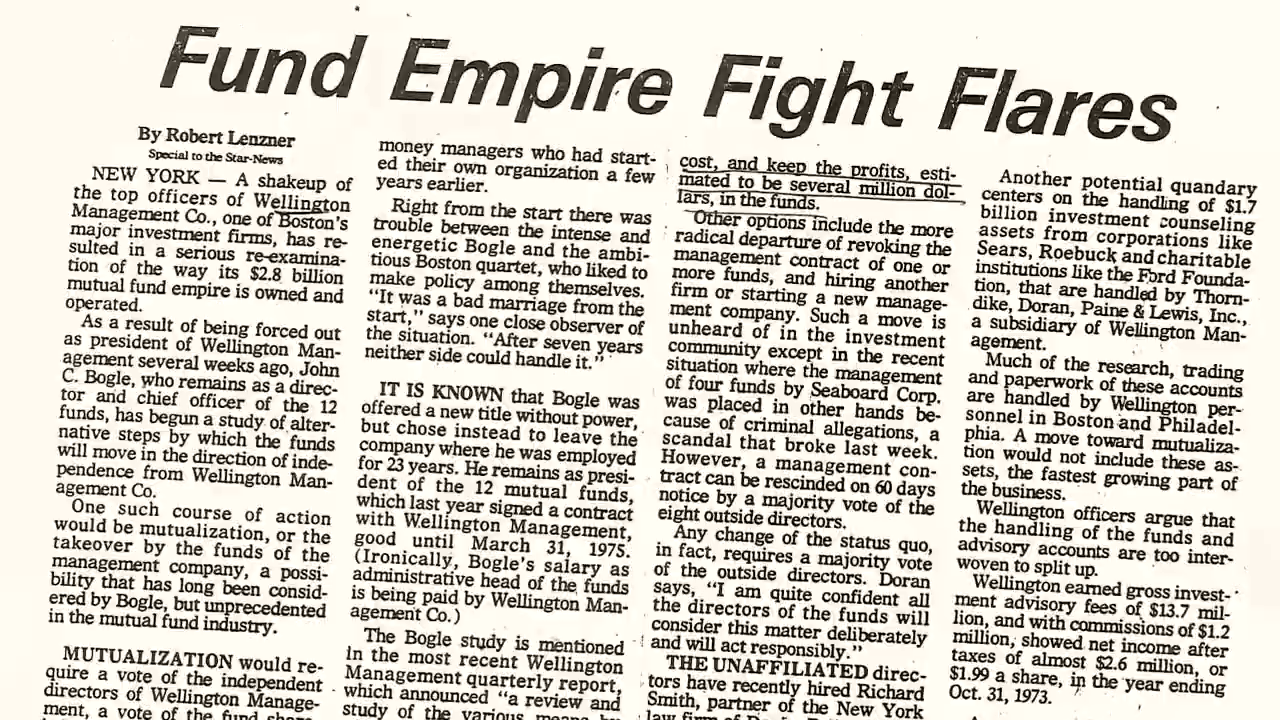 Fund Empire Fight Flares
By Robert Lenzner
Special to the Star-News
NEW YORK — A shakeup of
the top officers of Wellington
Management Co., one of Boston's
major investment firms, has re-
sulted in a serious re-examina-
tion of the way its $2.8 billion
mutual fund empire is owned and
operated.
As a result of being forced out
as president of Wellington Man-
agement several weeks ago, John
C. Bogle, who remains as a direc-
tor and chief officer of the 12
funds, has begun a study of alter-
native steps by which the funds
will move in the direction of inde-
pendence from Wellington Man-
agement Co.
One such course of action
would be mutualization, or the
takeover by the funds of the
management company, a possi-
bility that has long been consid-
ered by Bogle, but unprecedented
in the mutual fund industry.
MUTUALIZATION would re-
quire a vote of the independent
directors of Wellington Manage-
ment, a vote of the fund share-
money managers who had start-
ed their own organization a few
years earlier.
Right from the start there was
trouble between the intense and
energetic Bogle and the ambi-
tious Boston quartet, who liked to
make policy among themselves.
"It was a bad marriage from the
start," says one close observer of
the situation. "After seven years
neither side could handle it."
IT IS KNOWN that Bogle was
offered a new title without power,
but chose instead to leave the
company where he was employed
for 23 years. He remains as presi-
dent of the 12 mutual funds,
which last year signed a contract
with Wellington Management,
good until March 31, 1975.
(Ironically, Bogle's salary as
administrative head of the funds
is being paid by Wellington Man-
agement Co.)
The Bogle study is mentioned
in the most recent Wellington
Management quarterly report,
which announced "a review and
study of the various means by
cost, and keep the profits, esti-
mated to be several million dol-
lars, in the funds.
Other options include the more
radical departure of revoking the
management contract of one or
more funds, and hiring another
firm or starting a new manage-
ment company. Such a move is
unheard of in the investment
community except in the recent
situation where the management
of four funds by Seaboard Corp.
was placed in other hands be-
cause of criminal allegations, a
scandal that broke last week.
However, a management con-
tract can be rescinded on 60 days
notice by a majority vote of the
eight outside directors.
Any change of the status quo,
in fact, requires a majority vote
of the outside directors. Doran
says, "I am quite confident all
the directors of the funds will
consider this matter deliberately
and will act responsibly."
THE UNAFFILIATED direc-
tors have recently hired Richard
Smith, partner of the New York
law firm of
Another potential quandary
centers on the handling of $1.7
billion investment counseling
assets from corporations like
Sears, Roebuck and charitable
institutions like the Ford Founda-
tion, that are handled by Thorn-
dike, Doran, Paine & Lewis, Inc.,
a subsidiary of Wellington Man-
agement.
Much of the research, trading
and paperwork of these accounts
are handled by Wellington per-
sonnel in Boston and Philadel-
phia. A move toward mutualiza-
tion would not include these as-
sets, the fastest growing part of
the business.
Wellington officers argue that
the handling of the funds and
advisory accounts are too inter-
woven to split up.
Wellington earned gross invest-
ment advisory fees of $13.7 mil-
lion, and with commissions of $1.2
million, showed net income after
taxes of almost $2.6 million, or
$1.99 a share, in the year ending
Oct. 31, 1973.